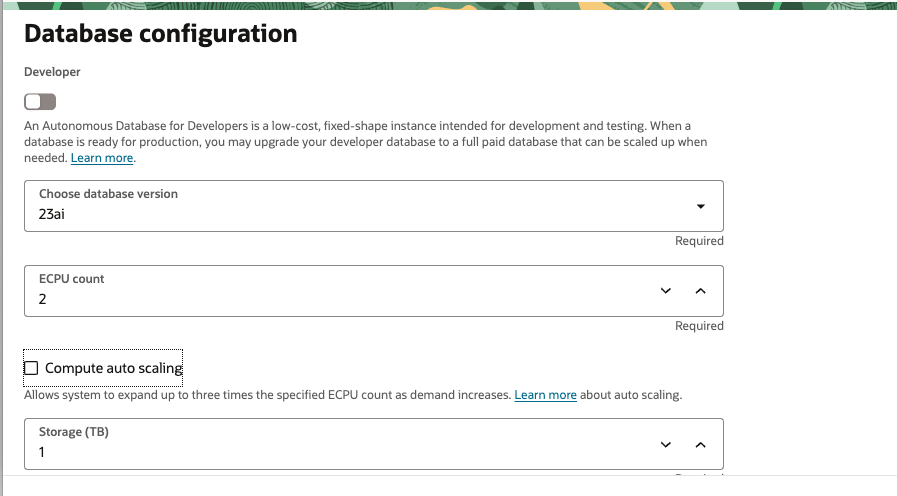 Database configuration
Developer
An Autonomous Database for Developers is a low-cost, fixed-shape instance intended for development and testing. When a
database is ready for production, you may upgrade your developer database to a full paid database that can be scaled up when
needed. Learn more.
Choose database version
23ai
Required
ECPU count
2
Required
Compute auto scaling
Allows system to expand up to three times the specified ECPU count as demand increases. Learn more about auto scaling.
Storage (TB)
1